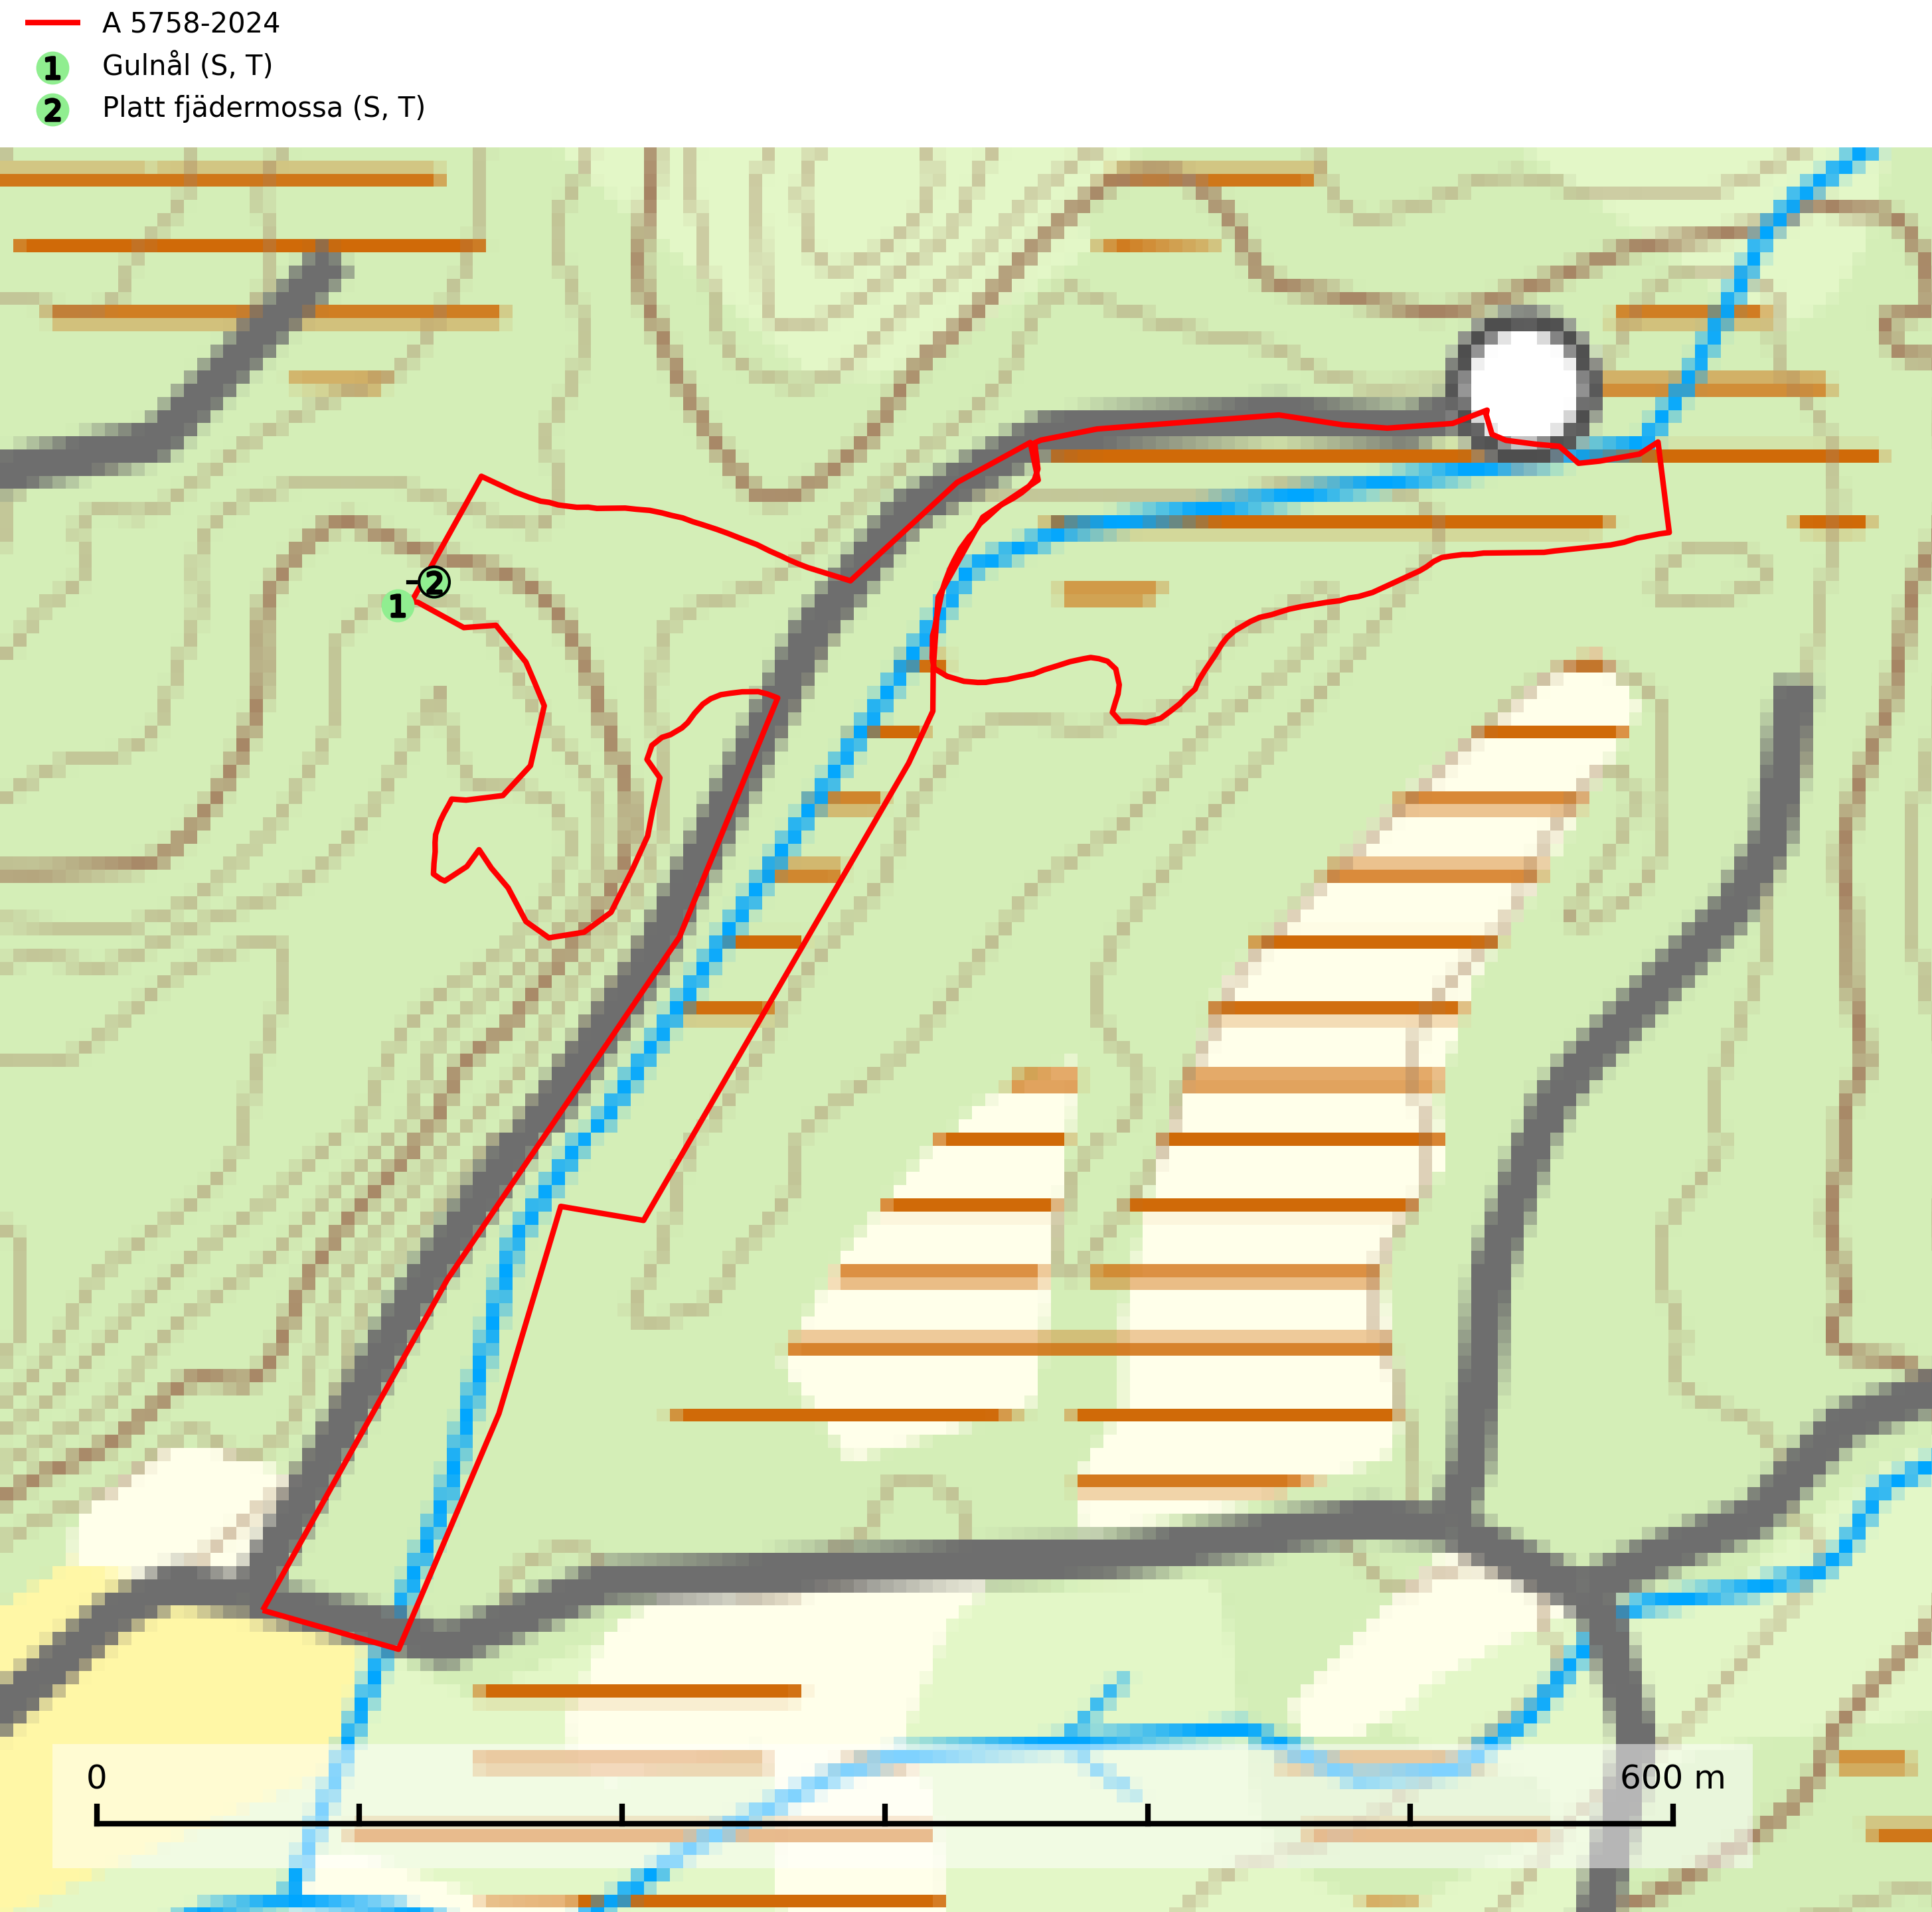 A 5758-2024
1 Gulnål (S, T)
2 Platt fjädermossa (S, T)
2
1
0 600 m